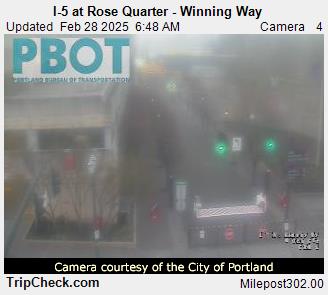 I-5 at Rose Quarter - Winning Way
Updated Feb 28 2025 6:48 AM Camera 4
PBOT
PORTLAND BUREAU OF TRANSPORTATION
Camera courtesy of the City of Portland
TripCheck.com Milepost302.00